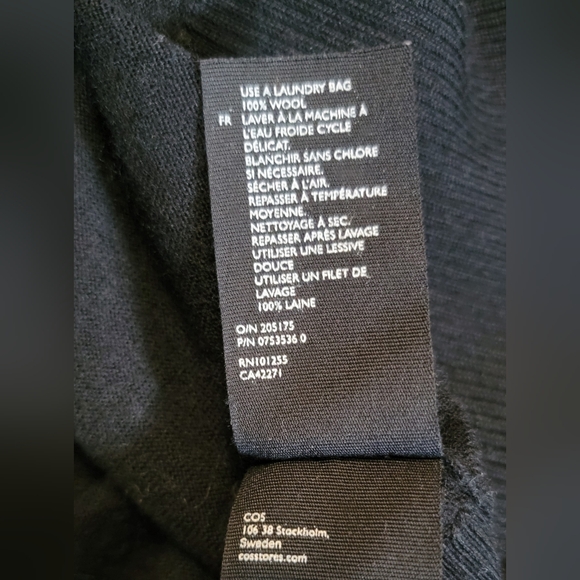 USE A LAUNDRY BAG
100% WOOL
FR LAVER À LA MACHINE À
L'EAU FROIDE CYCLE
DÉLICAT.
BLANCHIR SANS CHLORE
SI NÉCESSAIRE.
SÉCHER À L'AIR.
REPASSER À TEMPÉRATURE
MOYENNE.
NETTOYAGE À SEC.
REPASSER APRÈS LAVAGE
UTILISER UNE LESSIVE
DOUCE
UTILISER UN FILET DE
LAVAGE
100% LAINE
O/N 205175
P/N 0753536 0
RN101255
CA42271
COS
106 38 Stockholm,
Sweden
cosstores.com